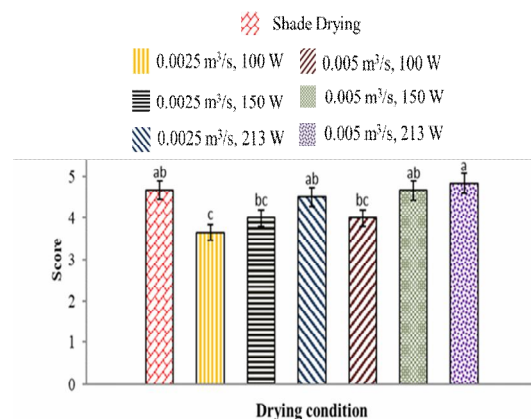 Shade Drying
0.0025 m³/s, 100 W
0.005 m³/s, 100 W
0.0025 m³/s, 150 W
0.005 m³/s, 150 W
0.0025 m³/s, 213 W
0.005 m³/s, 213 W
5
4
3
2
1
0
Score
ab
c
bc
ab
bc
ab
a
Drying condition